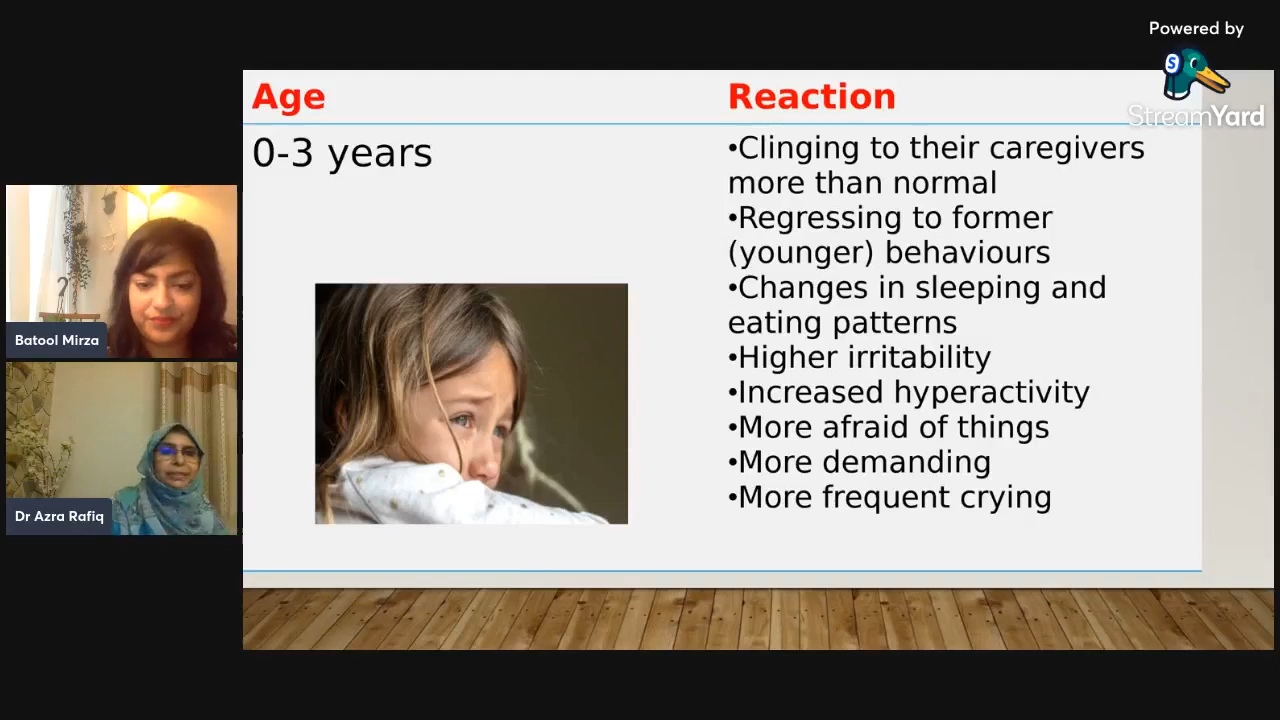 Powered by
StreamYard
Age
Reaction
0-3 years
•Clinging to their caregivers
more than normal
•Regressing to former
(younger) behaviours
•Changes in sleeping and
eating patterns
•Higher irritability
•Increased hyperactivity
•More afraid of things
•More demanding
•More frequent crying
Batool Mirza
Dr Azra Rafiq